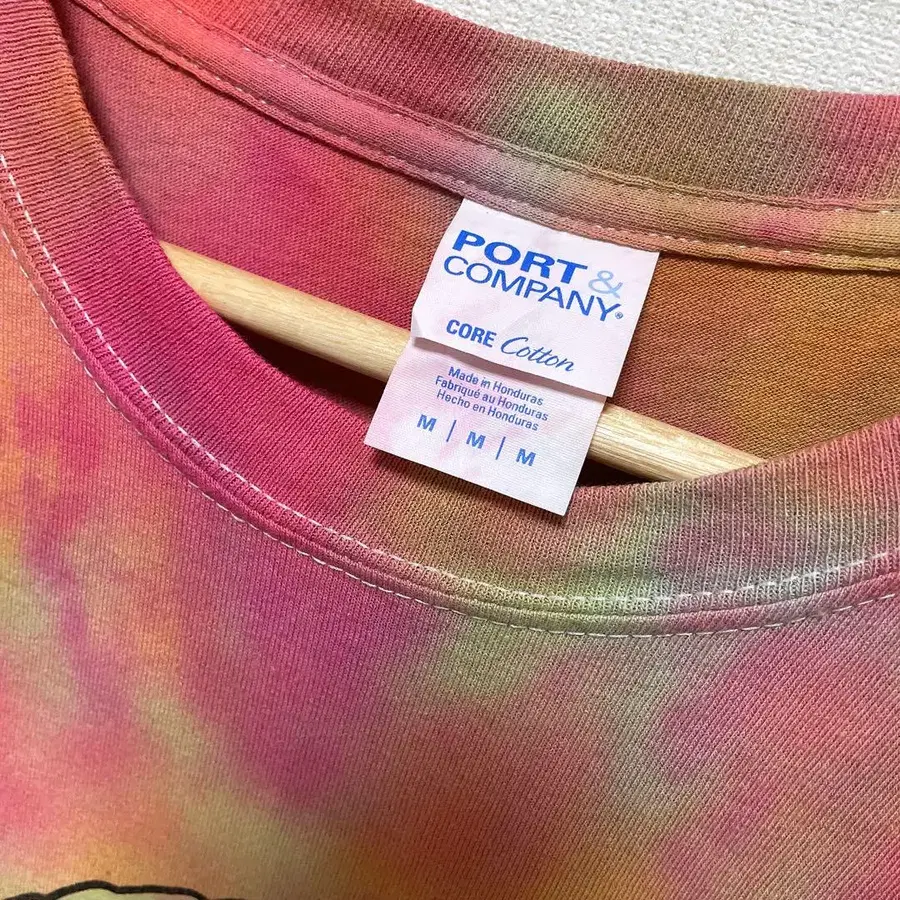 PORT &
COMPANY®
CORE Cotton
Made in Honduras
Fabriqué au Honduras
Hecho en Honduras
M | M | M